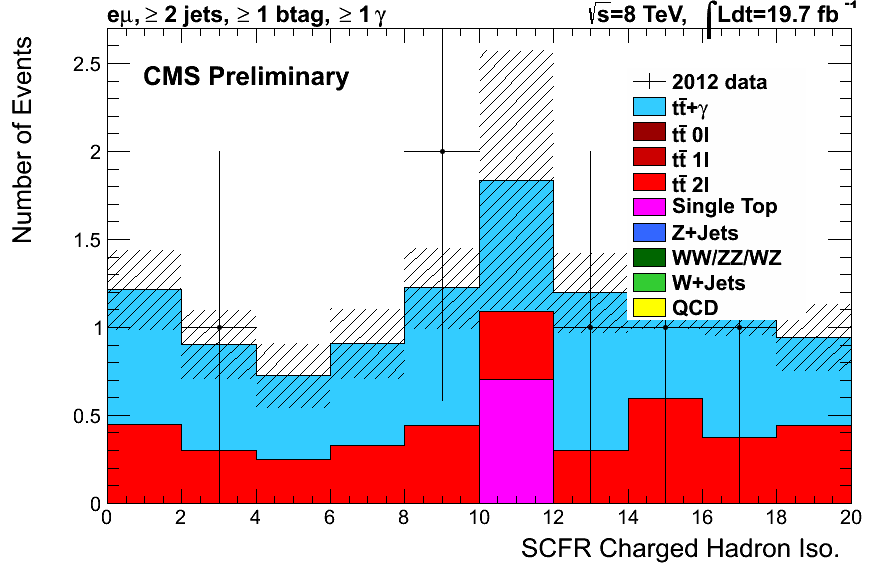 eμ, ≥ 2 jets, ≥ 1 btag, ≥ 1 γ
√s=8 TeV, ∫Ldt=19.7 fb⁻¹
CMS Preliminary
Number of Events
2012 data
tt̄+γ
tt̄ 0l
tt̄ 1l
tt̄ 2l
Single Top
Z+Jets
WW/ZZ/WZ
W+Jets
QCD
2.5
2
1.5
1
0.5
0
0 2 4 6 8 10 12 14 16 18 20
SCFR Charged Hadron Iso.